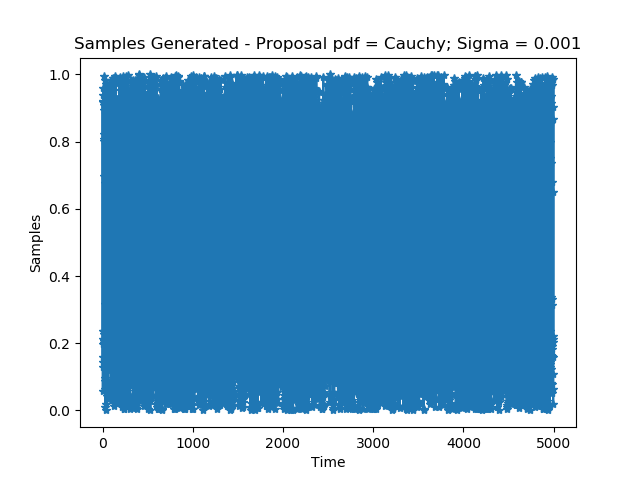 Samples Generated - Proposal pdf = Cauchy; Sigma = 0.001
1.0
0.8
0.6
0.4
0.2
0.0
Samples
0 1000 2000 3000 4000 5000
Time